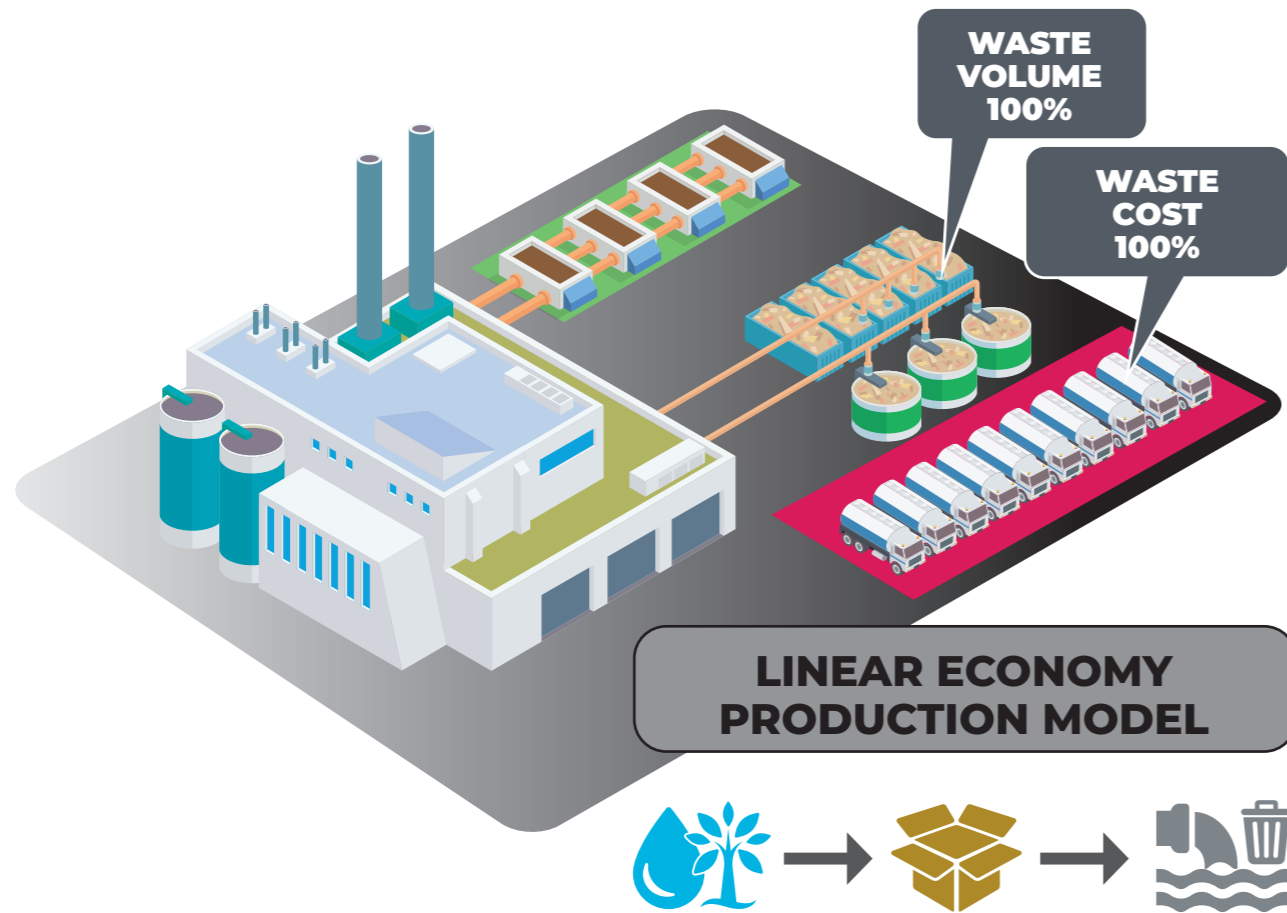 WASTE
VOLUME
100%
WASTE
COST
100%
LINEAR ECONOMY
PRODUCTION MODEL